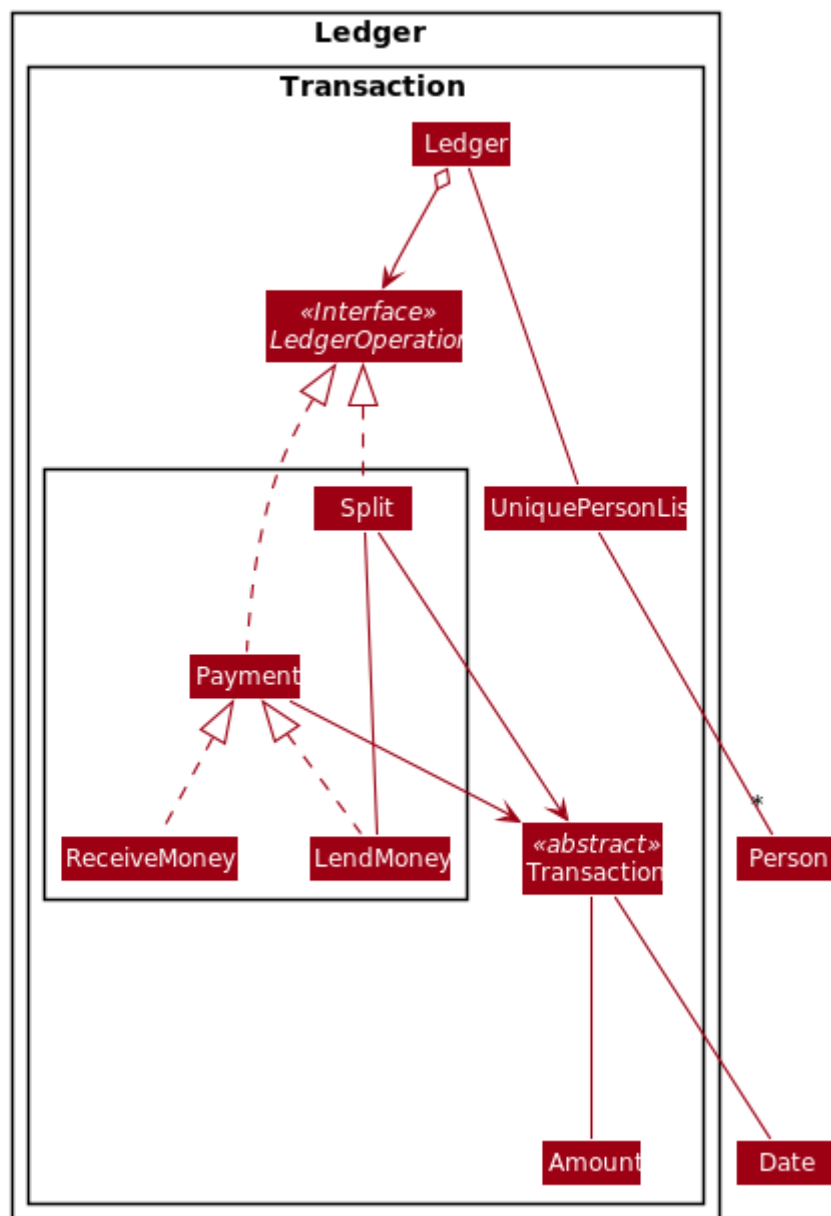 Ledger
Transaction
Ledger
«Interface»
LedgerOperation
Split
UniquePersonLis
Payment
*
ReceiveMoney
LendMoney
«abstract»
Transaction
Person
Amount
Date